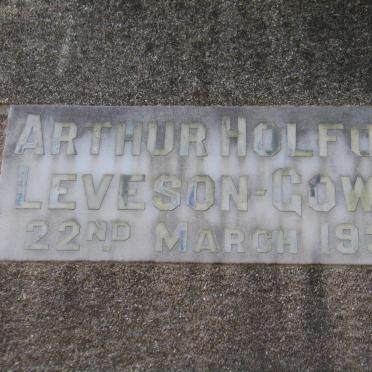 ARTHUR HOLFO
LEVESON-GOW
22ND MARCH 19